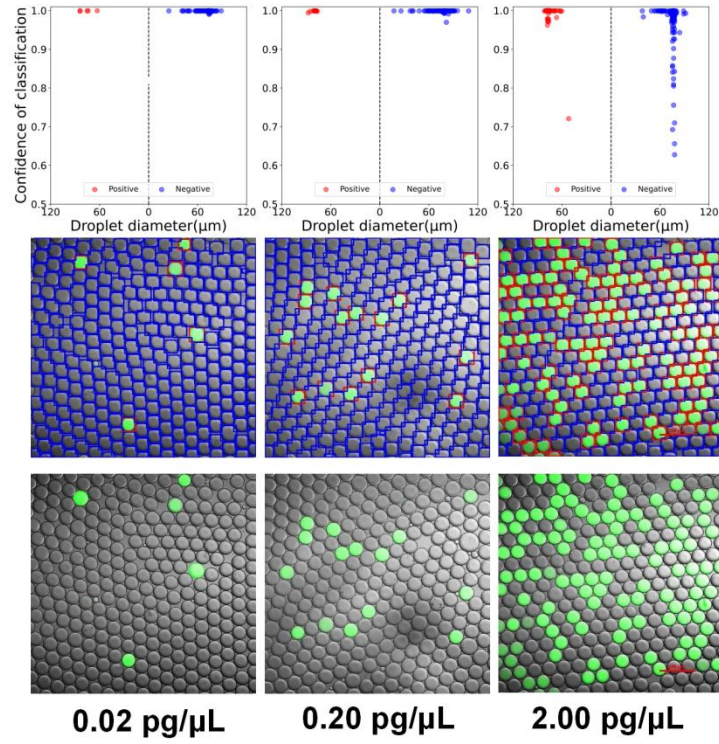 Confidence of classification
1.0
0.9
0.8
0.7
0.6
0.5
Positive
Negative
120
60
0
60
120
Droplet diameter(μm)
1.0
0.9
0.8
0.7
0.6
0.5
Positive
Negative
120
60
0
60
120
Droplet diameter(μm)
1.0
0.9
0.8
0.7
0.6
0.5
Positive
Negative
120
60
0
60
120
Droplet diameter(μm)
0.02 pg/μL
0.20 pg/μL
2.00 pg/μL